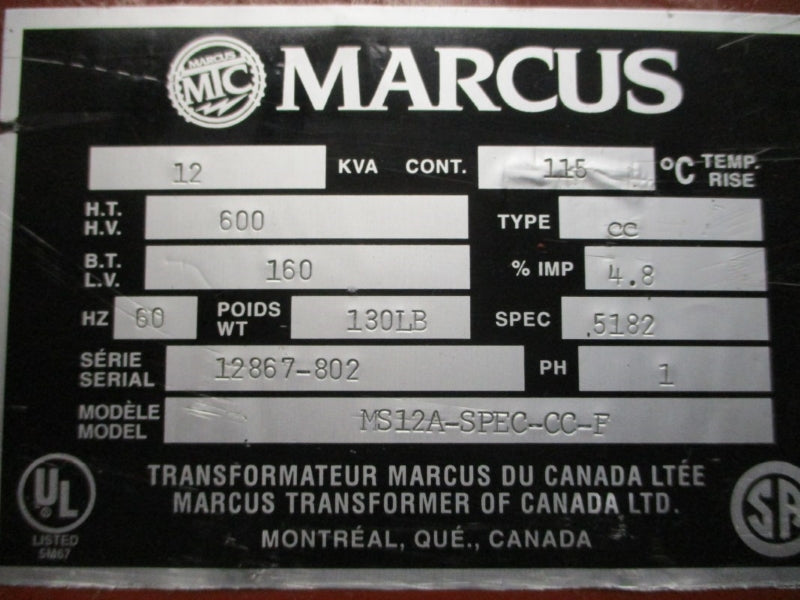 MARCUS
MTC
MARCUS
12 KVA CONT. 115 °C TEMP. RISE
H.T. H.V. 600 TYPE CC
B.T. L.V. 160 % IMP 4.8
HZ 60 POIDS WT 130LB SPEC 5182
SÉRIE SERIAL 12867-802 PH 1
MODÈLE MODEL MS12A-SPEC-CC-F
UL ®
LISTED
5M67
TRANSFORMATEUR MARCUS DU CANADA LTÉE
MARCUS TRANSFORMER OF CANADA LTD.
MONTRÉAL, QUÉ., CANADA
SA